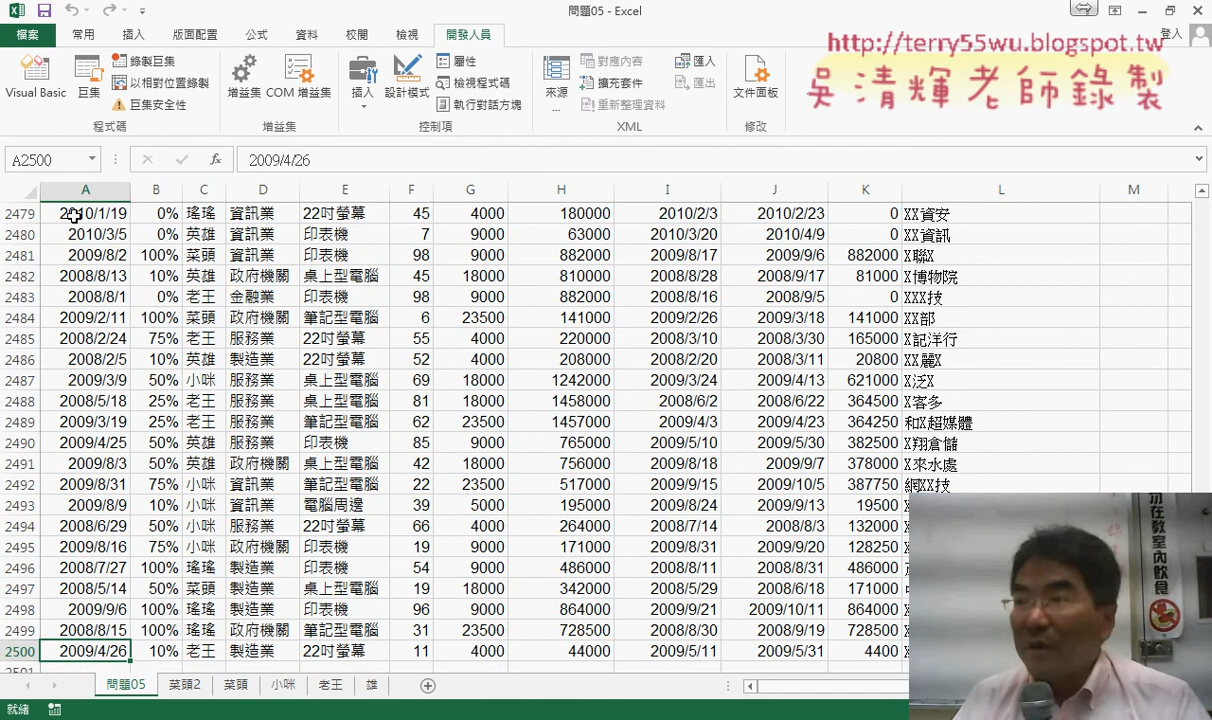 問題05 - Excel
登入
檔案 常用 插入 版面配置 公式 資料 校閱 檢視 開發人員
http://terry55wu.blogspot.tw
吳清輝老師錄製
Visual Basic 巨集 錄製巨集 以相對位置錄製 巨集安全性 程式碼
增益集 COM 增益集 增益集
插入 設計模式 屬性 檢視程式碼 執行對話方塊 控制項
來源 ... 對應內容 擴充套件 重新整理資料 匯入 匯出 XML
文件面板 修改
A2500 fx 2009/4/26
A B C D E F G H I J K L M
2479 2010/1/19 0% 瑤瑤 資訊業 22吋螢幕 45 4000 180000 2010/2/3 2010/2/23 0 XX資安
2480 2010/3/5 0% 英雄 資訊業 印表機 7 9000 63000 2010/3/20 2010/4/9 0 XX資訊
2481 2009/8/2 100% 菜頭 資訊業 印表機 98 9000 882000 2009/8/17 2009/9/6 882000 X聯X
2482 2008/8/13 10% 英雄 政府機關 桌上型電腦 45 18000 810000 2008/8/28 2008/9/17 81000 X博物院
2483 2008/8/1 0% 老王 金融業 印表機 98 9000 882000 2008/8/16 2008/9/5 0 XXX技
2484 2009/2/11 100% 菜頭 政府機關 筆記型電腦 6 23500 141000 2009/2/26 2009/3/18 141000 XX部
2485 2008/2/24 75% 老王 服務業 22吋螢幕 55 4000 220000 2008/3/10 2008/3/30 165000 X記洋行
2486 2008/2/5 10% 英雄 製造業 22吋螢幕 52 4000 208000 2008/2/20 2008/3/11 20800 XX麗X
2487 2009/3/9 50% 小咪 服務業 桌上型電腦 69 18000 1242000 2009/3/24 2009/4/13 621000 X泛X
2488 2008/5/18 25% 老王 服務業 桌上型電腦 81 18000 1458000 2008/6/2 2008/6/22 364500 X客多
2489 2009/3/19 25% 老王 服務業 筆記型電腦 62 23500 1457000 2009/4/3 2009/4/23 364250 和X超媒體
2490 2009/4/25 50% 英雄 服務業 印表機 85 9000 765000 2009/5/10 2009/5/30 382500 X翔倉儲
2491 2009/8/3 50% 英雄 政府機關 桌上型電腦 42 18000 756000 2009/8/18 2009/9/7 378000 X來水處
2492 2009/8/31 75% 小咪 資訊業 筆記型電腦 22 23500 517000 2009/9/15 2009/10/5 387750 網XX技
2493 2009/8/9 10% 小咪 資訊業 電腦周邊 39 5000 195000 2009/8/24 2009/9/13 19500
2494 2008/6/29 50% 小咪 服務業 22吋螢幕 66 4000 264000 2008/7/14 2008/8/3 132000
2495 2009/8/16 75% 小咪 政府機關 印表機 19 9000 171000 2009/8/31 2009/9/20 128250
2496 2008/7/27 100% 瑤瑤 製造業 印表機 54 9000 486000 2008/8/11 2008/8/31 486000
2497 2008/5/14 50% 菜頭 製造業 桌上型電腦 19 18000 342000 2008/5/29 2008/6/18 171000
2498 2009/9/6 100% 瑤瑤 製造業 印表機 96 9000 864000 2009/9/21 2009/10/11 864000
2499 2008/8/15 100% 瑤瑤 政府機關 筆記型電腦 31 23500 728500 2008/8/30 2008/9/19 728500
2500 2009/4/26 10% 老王 製造業 22吋螢幕 11 4000 44000 2009/5/11 2009/5/31 4400
勿在教室內飲食
問題05 菜頭2 菜頭 小咪 老王 雄
就緒